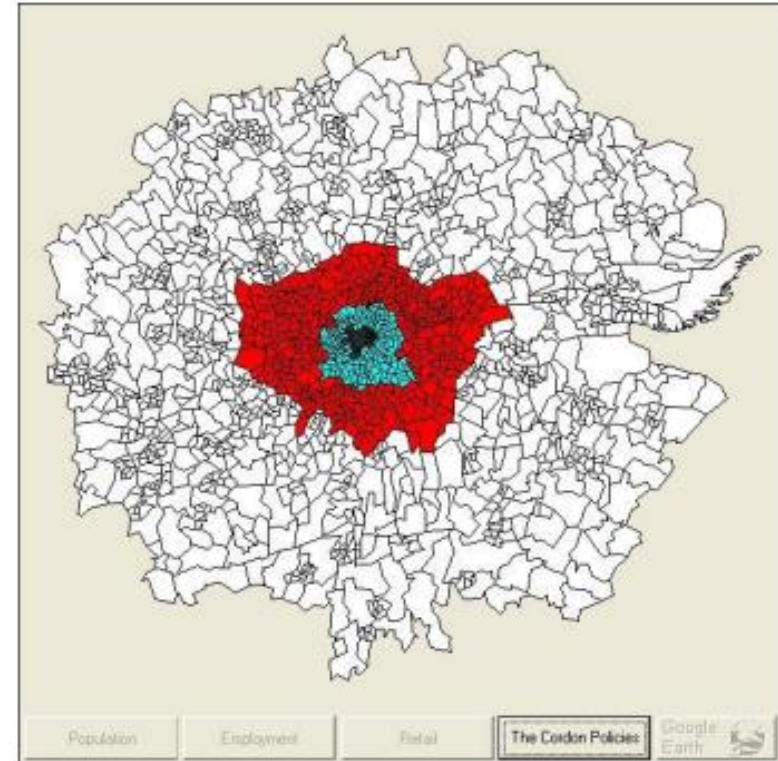 Population
Employment
Retail
The Cordon Policies
Google
Earth